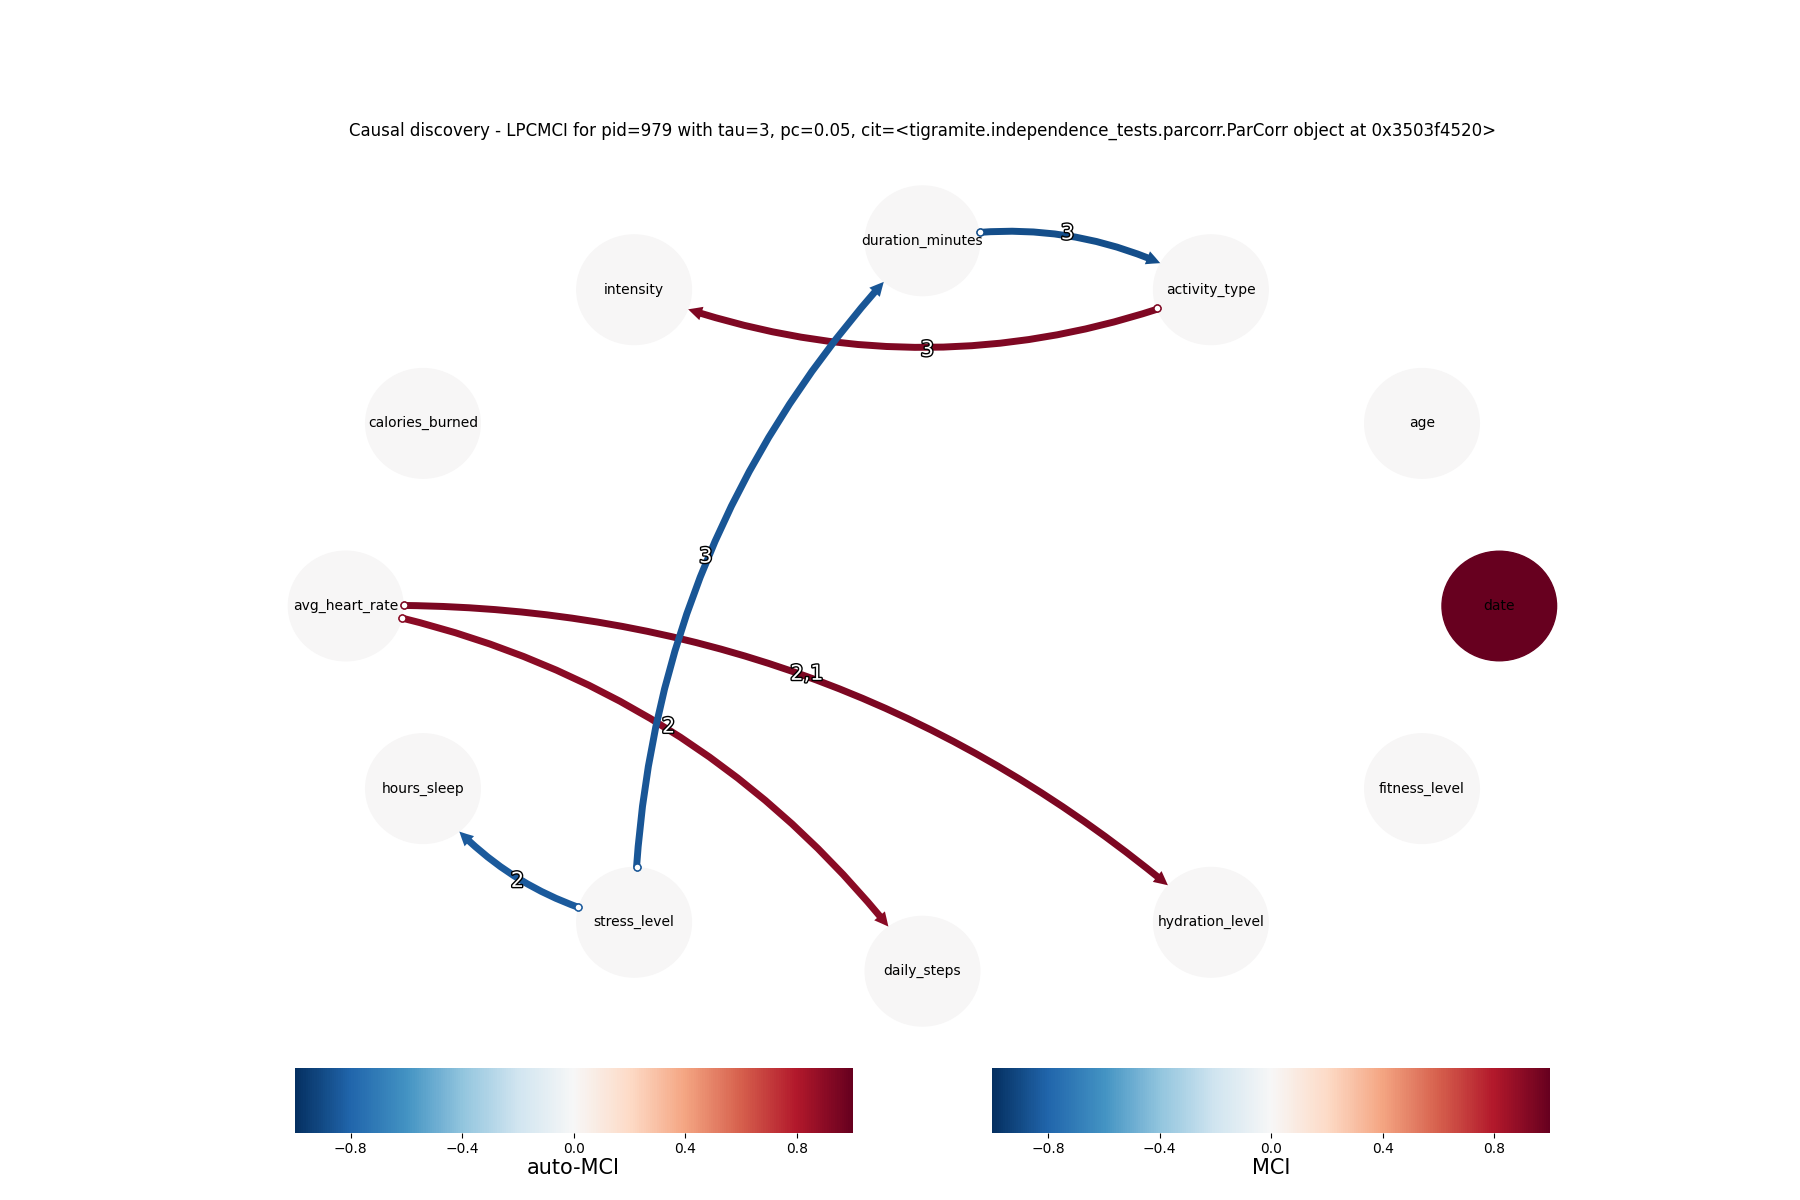 Causal discovery - LPCMCI for pid=979 with tau=3, pc=0.05, cit=<tigramite.independence_tests.parcorr.ParCorr object at 0x3503f4520>
3
duration_minutes
intensity
activity_type
3
calories_burned
age
3
avg_heart_rate
date
2,1
2
hours_sleep
fitness_level
2
stress_level
hydration_level
daily_steps
−0.8 −0.4 0.0 0.4 0.8
auto-MCI
−0.8 −0.4 0.0 0.4 0.8
MCI